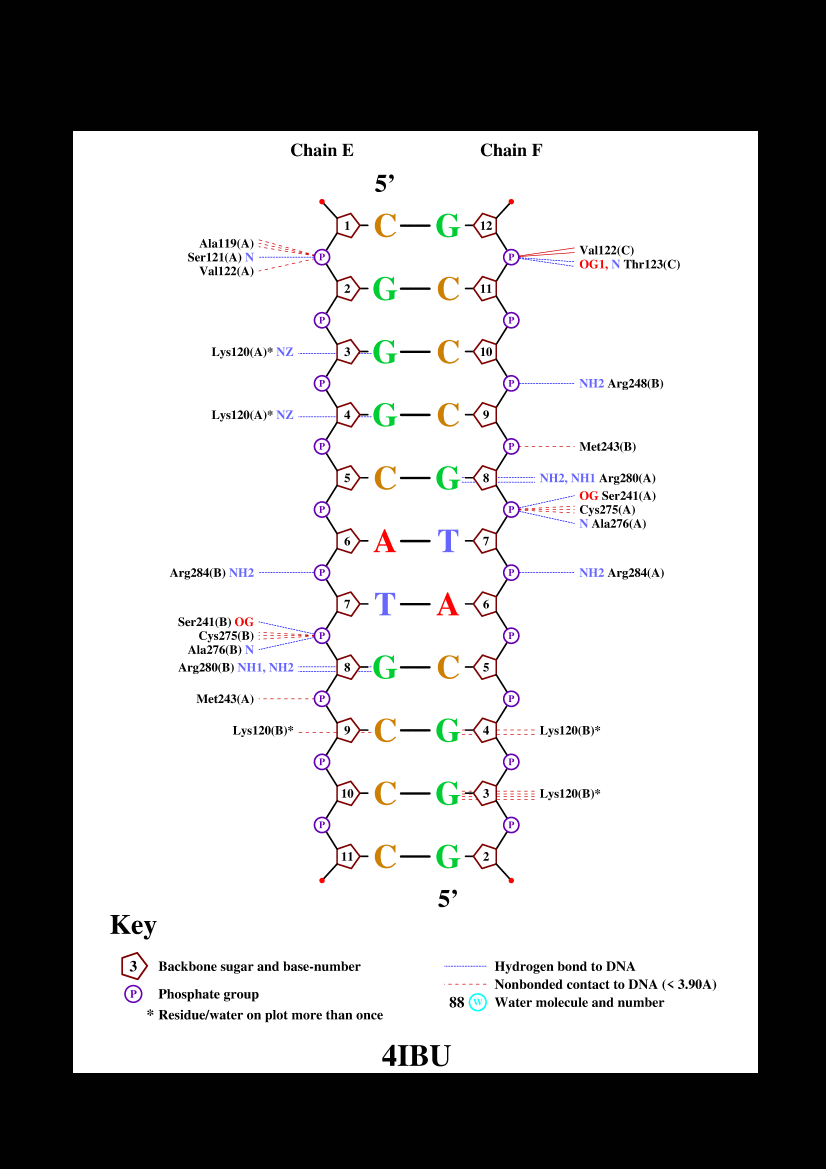 Chain E Chain F
5’
1 C G 12
Ala119(A)
P P Val122(C)
Ser121(A) N
OG1, N Thr123(C)
Val122(A)
2 G C 11
P P
Lys120(A)* NZ 3 G C 10
P P NH2 Arg248(B)
Lys120(A)* NZ 4 G C 9
P P Met243(B)
5 C G 8 NH2, NH1 Arg280(A)
OG Ser241(A)
P P Cys275(A)
N Ala276(A)
6 A T 7
Arg284(B) NH2 P P NH2 Arg284(A)
7 T A 6
Ser241(B) OG
Cys275(B) P P
Ala276(B) N
Arg280(B) NH1, NH2 8 G C 5
Met243(A) P P
Lys120(B)* 9 C G 4 Lys120(B)*
P P
10 C G 3 Lys120(B)*
P P
11 C G 2
5’
Key
3 Backbone sugar and base-number
P Phosphate group
* Residue/water on plot more than once
Hydrogen bond to DNA
Nonbonded contact to DNA (< 3.90A)
88 W Water molecule and number
4IBU